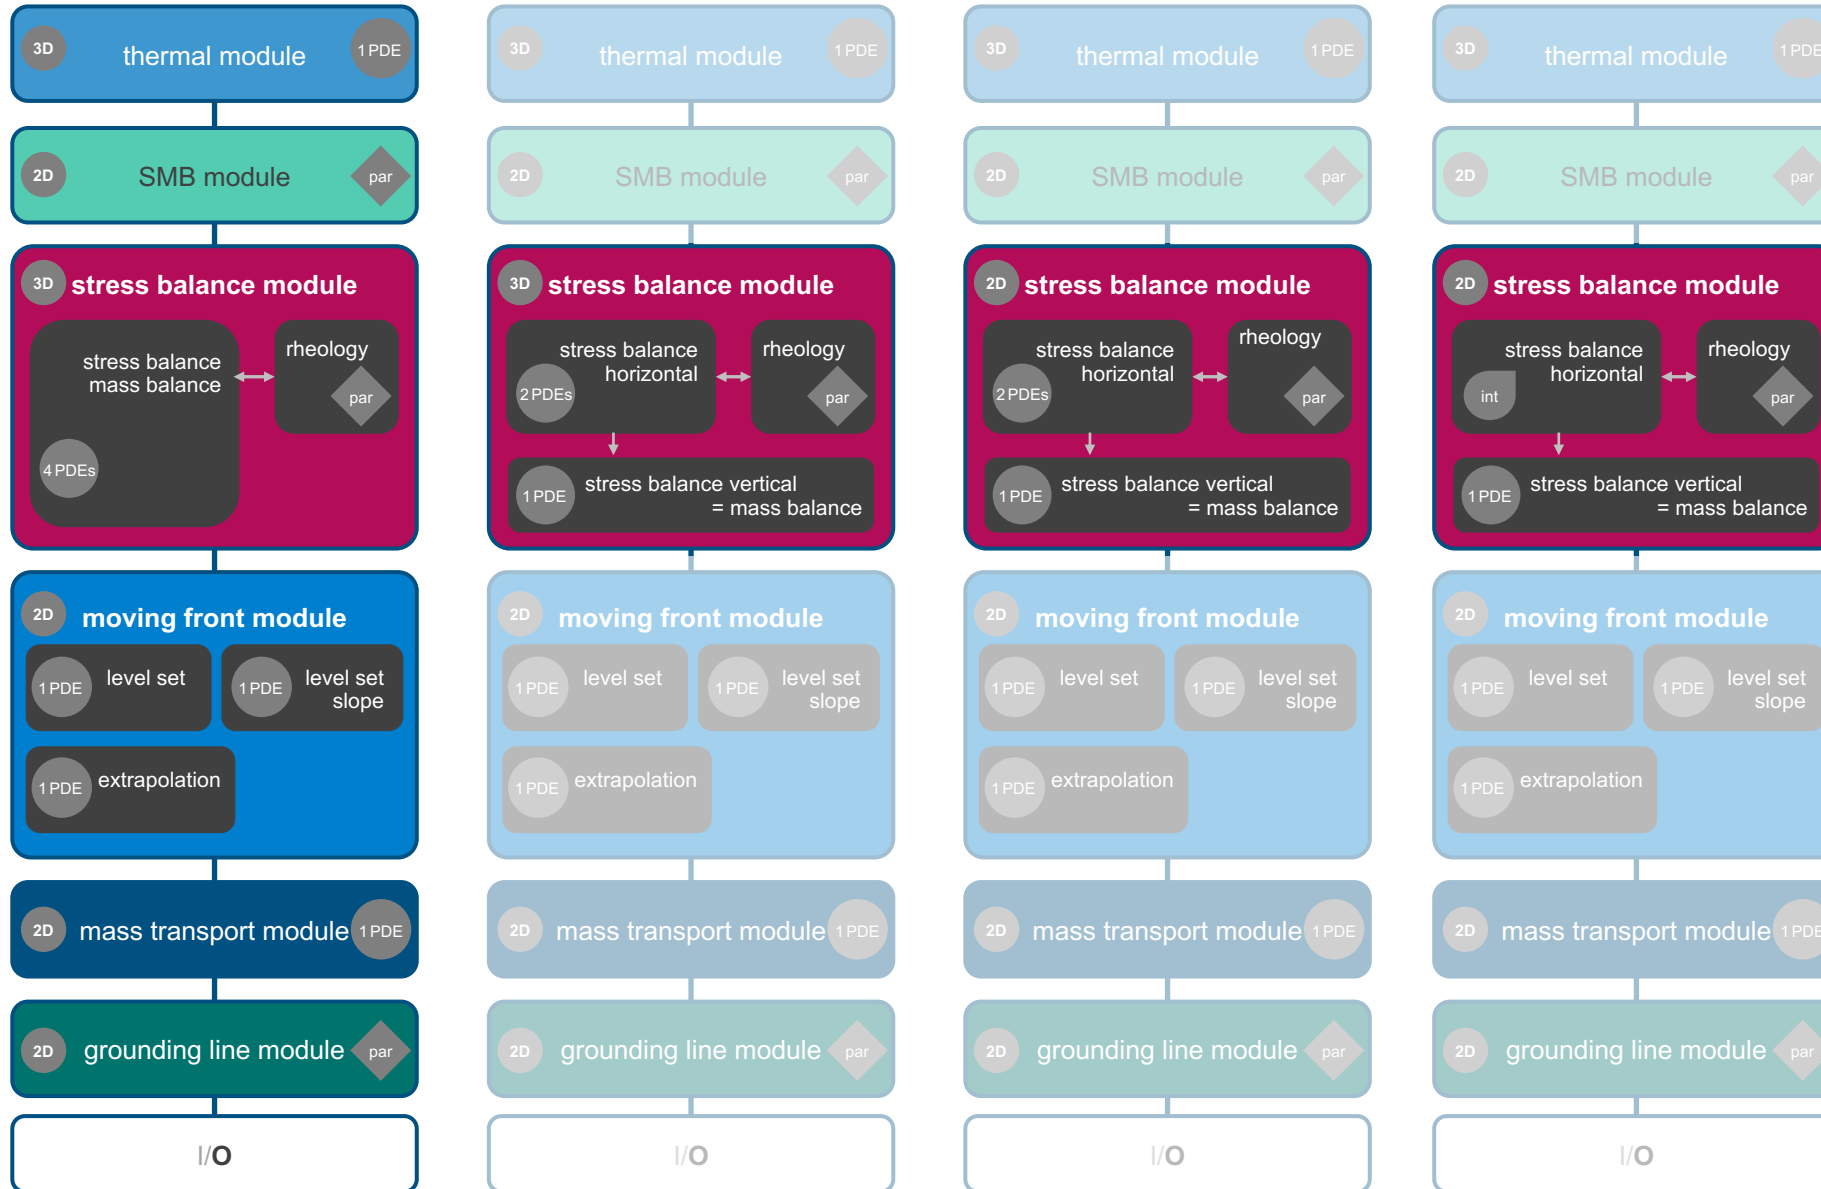 3D thermal module 1 PDE
2D SMB module par
3D stress balance module
stress balance
mass balance
4 PDEs
rheology
par
2D moving front module
1 PDE level set
1 PDE level set
slope
1 PDE extrapolation
2D mass transport module 1 PDE
2D grounding line module par
I/O
3D thermal module 1 PDE
2D SMB module par
3D stress balance module
stress balance
horizontal
2 PDEs
rheology
par
1 PDE stress balance vertical
= mass balance
2D moving front module
1 PDE level set
1 PDE level set
slope
1 PDE extrapolation
2D mass transport module 1 PDE
2D grounding line module par
I/O
3D thermal module 1 PDE
2D SMB module par
2D stress balance module
stress balance
horizontal
2 PDEs
rheology
par
1 PDE stress balance vertical
= mass balance
2D moving front module
1 PDE level set
1 PDE level set
slope
1 PDE extrapolation
2D mass transport module 1 PDE
2D grounding line module par
I/O
3D thermal module 1 PDE
2D SMB module par
2D stress balance module
stress balance
horizontal
int
rheology
par
1 PDE stress balance vertical
= mass balance
2D moving front module
1 PDE level set
1 PDE level set
slope
1 PDE extrapolation
2D mass transport module 1 PDE
2D grounding line module par
I/O